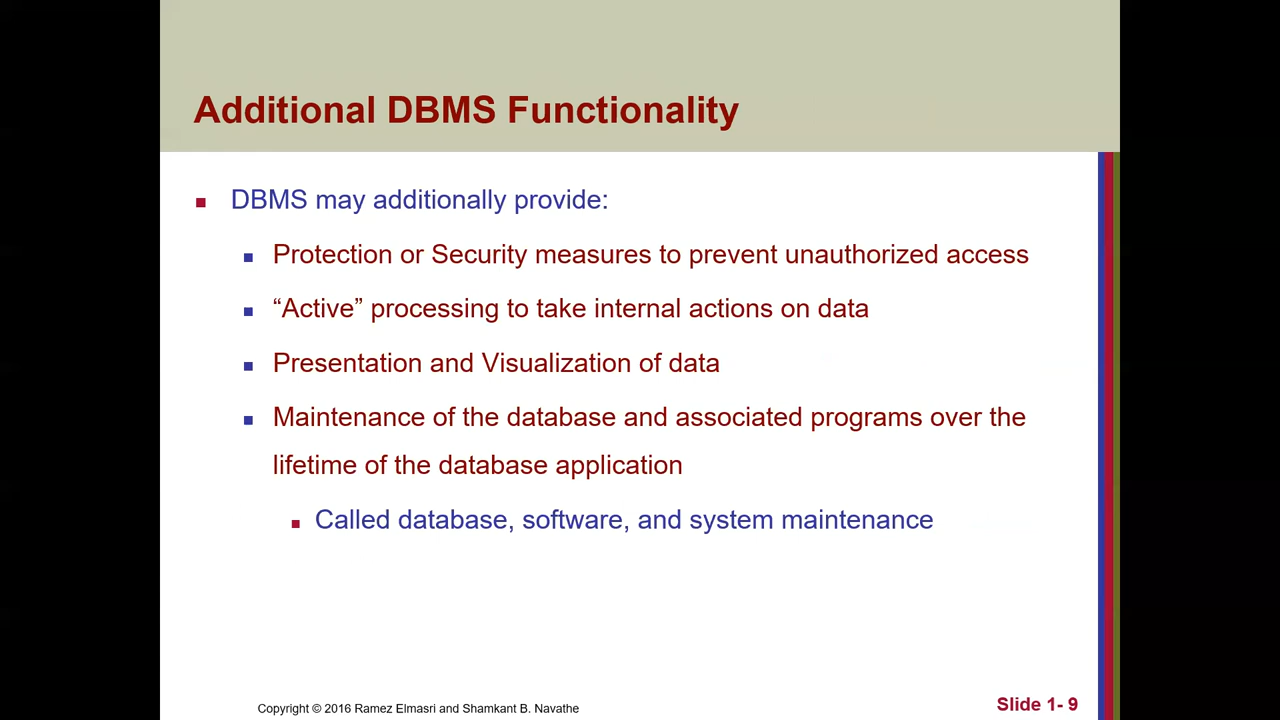 Additional DBMS Functionality
DBMS may additionally provide:
Protection or Security measures to prevent unauthorized access
“Active” processing to take internal actions on data
Presentation and Visualization of data
Maintenance of the database and associated programs over the
lifetime of the database application
Called database, software, and system maintenance
Copyright © 2016 Ramez Elmasri and Shamkant B. Navathe
Slide 1- 9